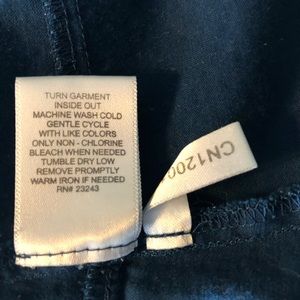 TURN GARMENT
INSIDE OUT
MACHINE WASH COLD
GENTLE CYCLE
WITH LIKE COLORS
ONLY NON - CHLORINE
BLEACH WHEN NEEDED
TUMBLE DRY LOW
REMOVE PROMPTLY
WARM IRON IF NEEDED
RN# 23243
CN1200